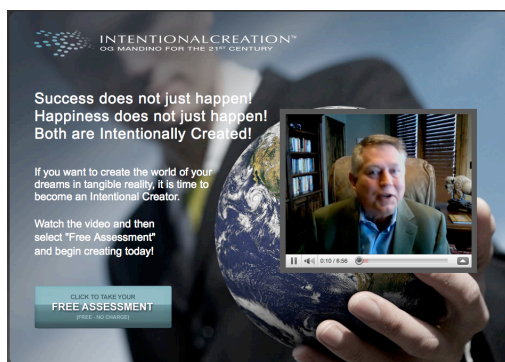 INTENTIONALCREATION™
OG MANDINO FOR THE 21ST CENTURY
Success does not just happen!
Happiness does not just happen!
Both are Intentionally Created!
If you want to create the world of your
dreams in tangible reality, it is time to
become an Intentional Creator.
Watch the video and then
select "Free Assessment"
and begin creating today!
0:10 / 6:56
CLICK TO TAKE YOUR
FREE ASSESSMENT
(FREE - NO CHARGE)